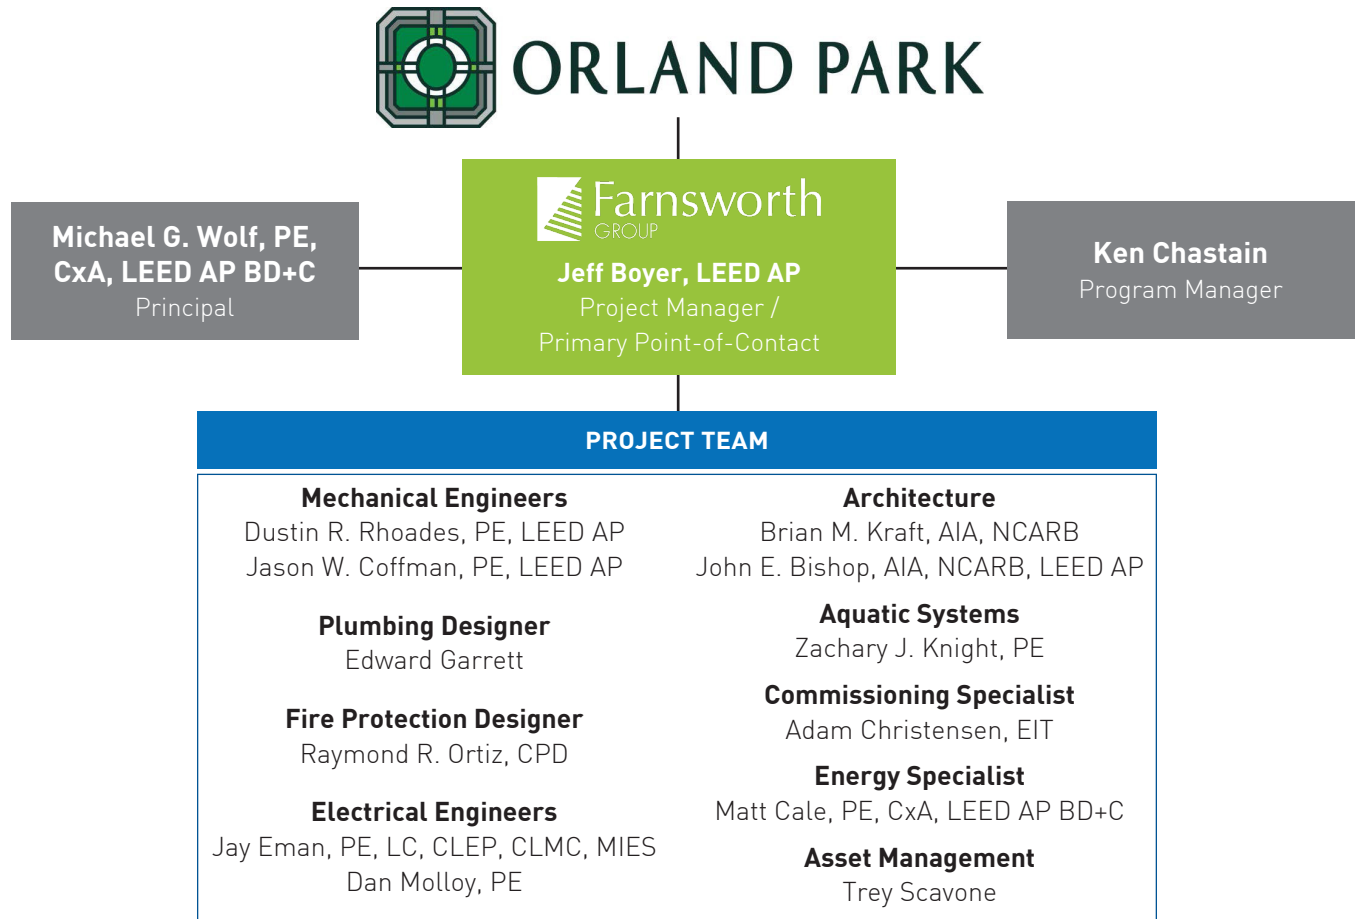 ORLAND PARK
Farnsworth
GROUP
Jeff Boyer, LEED AP
Project Manager /
Primary Point-of-Contact
Michael G. Wolf, PE,
CxA, LEED AP BD+C
Principal
Ken Chastain
Program Manager
PROJECT TEAM
Mechanical Engineers
Dustin R. Rhoades, PE, LEED AP
Jason W. Coffman, PE, LEED AP
Plumbing Designer
Edward Garrett
Fire Protection Designer
Raymond R. Ortiz, CPD
Electrical Engineers
Jay Eman, PE, LC, CLEP, CLMC, MIES
Dan Molloy, PE
Architecture
Brian M. Kraft, AIA, NCARB
John E. Bishop, AIA, NCARB, LEED AP
Aquatic Systems
Zachary J. Knight, PE
Commissioning Specialist
Adam Christensen, EIT
Energy Specialist
Matt Cale, PE, CxA, LEED AP BD+C
Asset Management
Trey Scavone